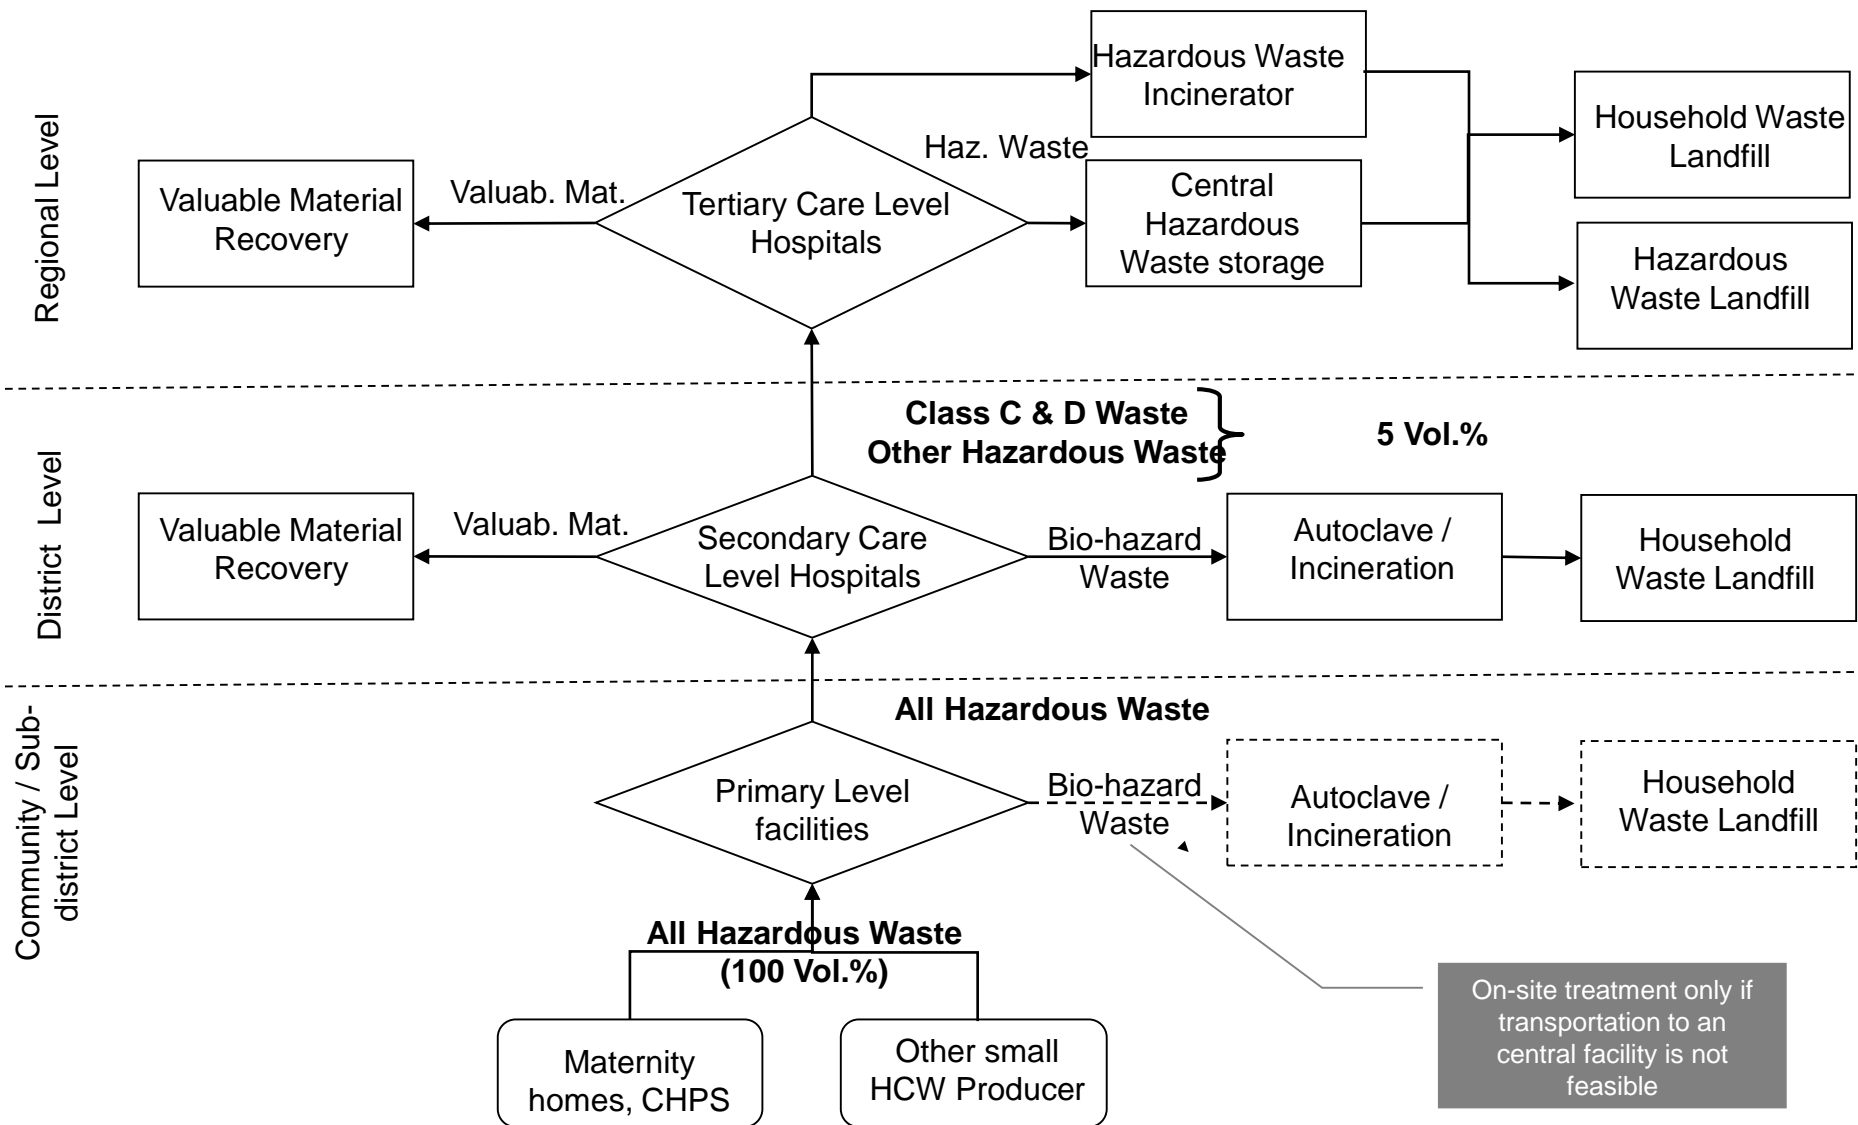 Regional Level
Hazardous Waste
Incinerator
Household Waste
Landfill
Haz. Waste
Valuable Material
Recovery
Valuab. Mat.
Tertiary Care Level
Hospitals
Central
Hazardous
Waste storage
Hazardous
Waste Landfill
District Level
Class C & D Waste
Other Hazardous Waste
5 Vol.%
Valuable Material
Recovery
Valuab. Mat.
Secondary Care
Level Hospitals
Bio-hazard
Waste
Autoclave /
Incineration
Household
Waste Landfill
Community / Sub-
district Level
All Hazardous Waste
Primary Level
facilities
Bio-hazard
Waste
Autoclave /
Incineration
Household
Waste Landfill
All Hazardous Waste
(100 Vol.%)
Maternity
homes, CHPS
Other small
HCW Producer
On-site treatment only if
transportation to an
central facility is not
feasible